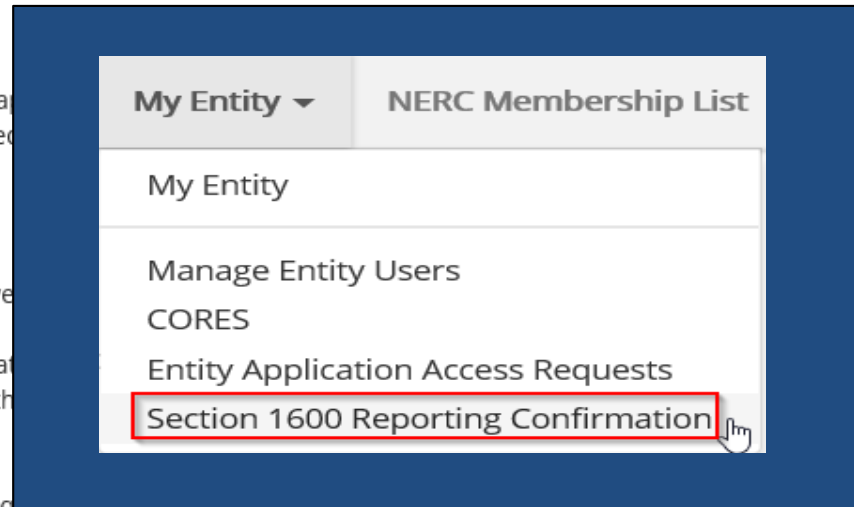 My Entity NERC Membership List
My Entity
Manage Entity Users
CORES
Entity Application Access Requests
Section 1600 Reporting Confirmation